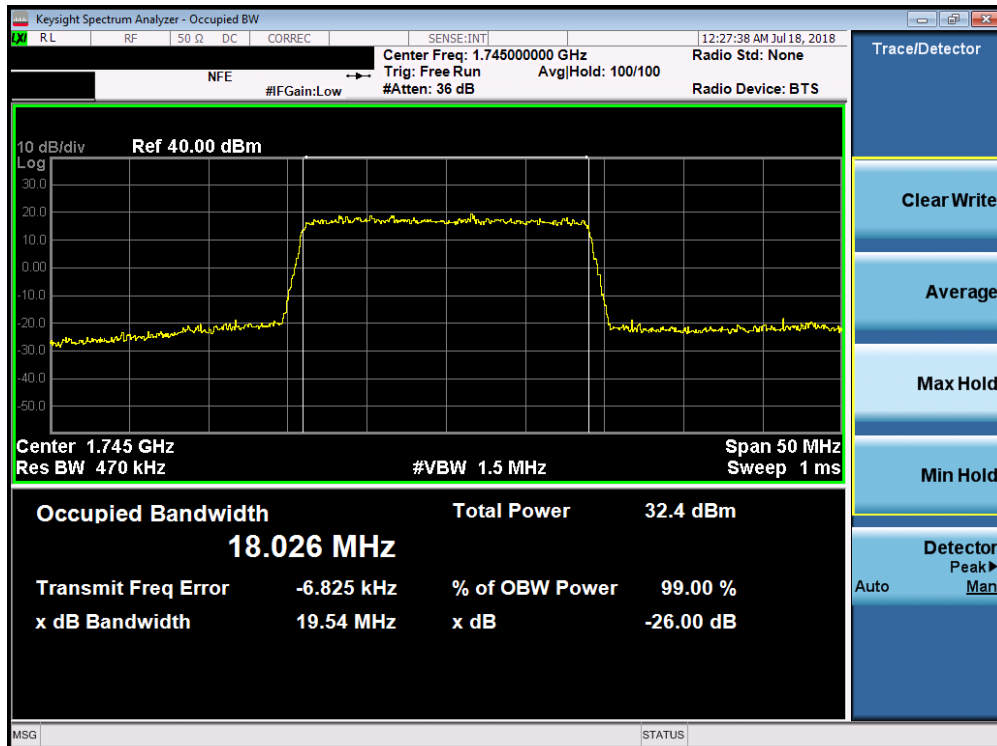 Keysight Spectrum Analyzer - Occupied BW
LXI RL RF 50 Ω DC CORREC SENSE:INT 12:27:38 AM Jul 18, 2018
Center Freq: 1.745000000 GHz Radio Std: None
NFE Trig: Free Run Avg|Hold: 100/100
#IFGain:Low #Atten: 36 dB Radio Device: BTS
10 dB/div Ref 40.00 dBm
Log
30.0
20.0
10.0
0.00
-10.0
-20.0
-30.0
-40.0
-50.0
Center 1.745 GHz Span 50 MHz
Res BW 470 kHz #VBW 1.5 MHz Sweep 1 ms
Occupied Bandwidth Total Power 32.4 dBm
18.026 MHz
Transmit Freq Error -6.825 kHz % of OBW Power 99.00 %
x dB Bandwidth 19.54 MHz x dB -26.00 dB
MSG STATUS
Trace/Detector
Clear Write
Average
Max Hold
Min Hold
Detector
Peak▶
Auto Man